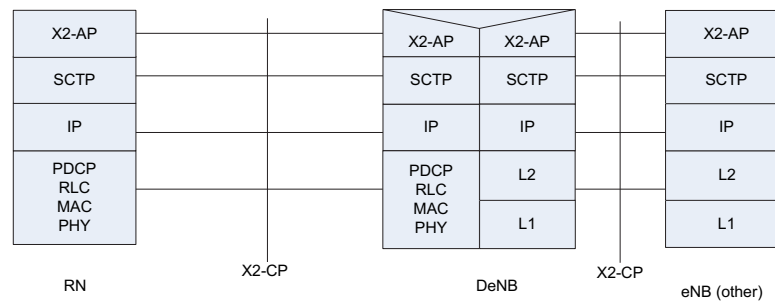 X2-AP
SCTP
IP
PDCP
RLC
MAC
PHY
RN
X2-CP
X2-AP X2-AP
SCTP SCTP
IP IP
PDCP
RLC
MAC
PHY
L2
L1
DeNB
X2-CP
X2-AP
SCTP
IP
L2
L1
eNB (other)